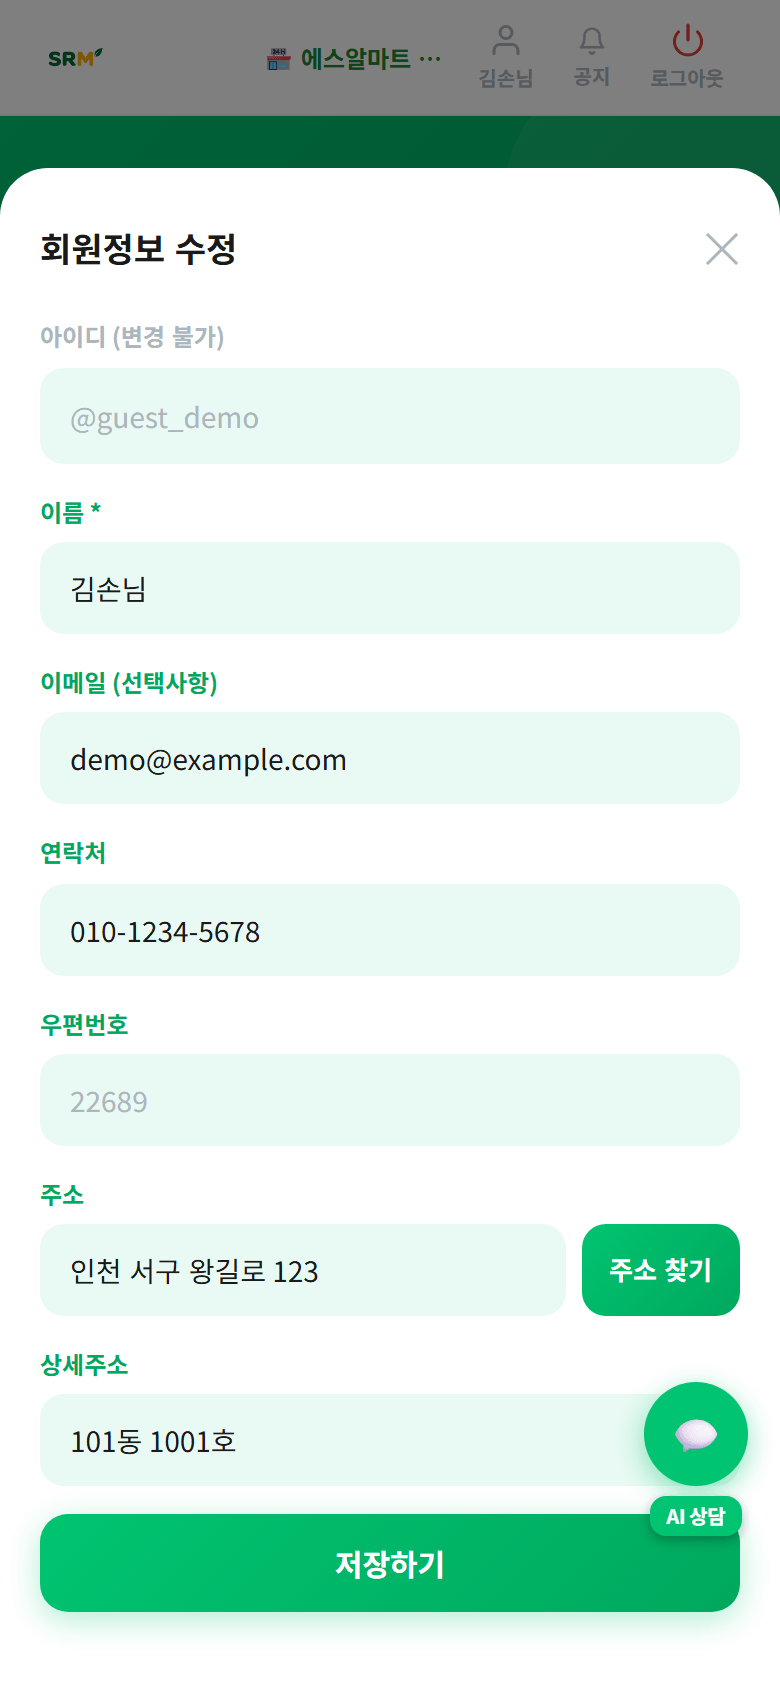 SRM
에스알마트 ···
김손님
공지
로그아웃
회원정보 수정
아이디 (변경 불가)
@guest_demo
이름 *
김손님
이메일 (선택사항)
demo@example.com
연락처
010-1234-5678
우편번호
22689
주소
인천 서구 왕길로 123
주소 찾기
상세주소
101동 1001호
AI 상담
저장하기